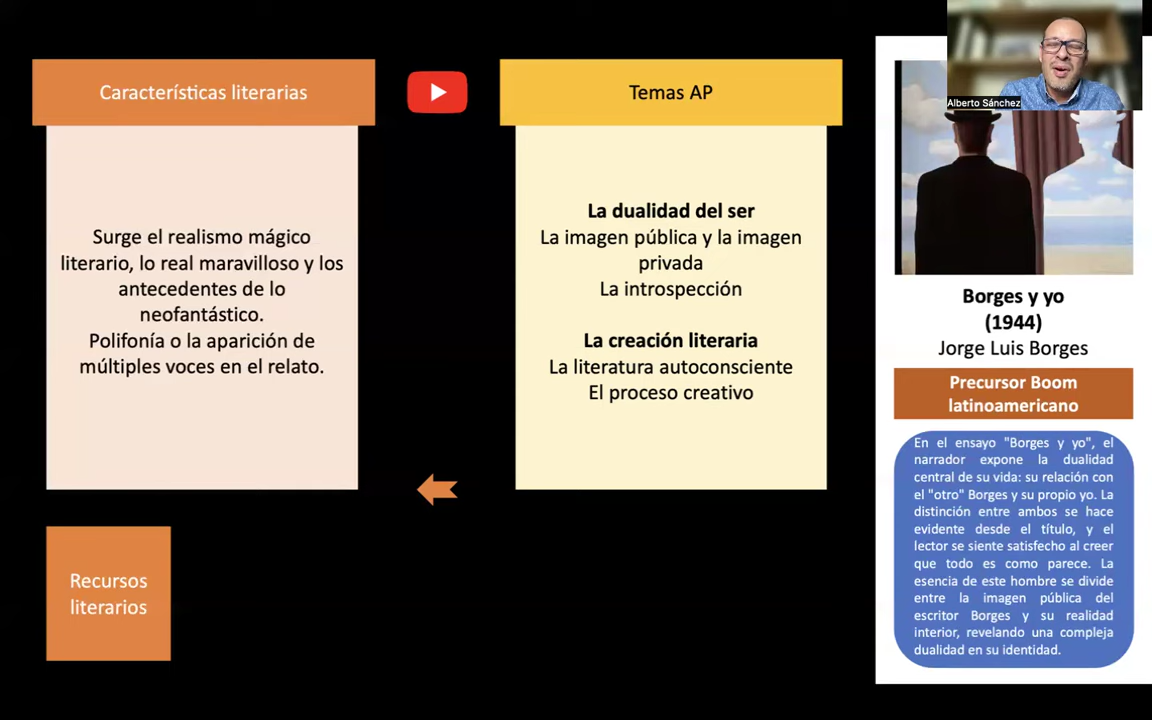 Características literarias
Surge el realismo mágico
literario, lo real maravilloso y los
antecedentes de lo
neofantástico.
Polifonía o la aparición de
múltiples voces en el relato.
Temas AP
La dualidad del ser
La imagen pública y la imagen
privada
La introspección
La creación literaria
La literatura autoconsciente
El proceso creativo
Recursos
literarios
Alberto Sánchez
Borges y yo
(1944)
Jorge Luis Borges
Precursor Boom
latinoamericano
En el ensayo "Borges y yo", el
narrador expone la dualidad
central de su vida: su relación con
el "otro" Borges y su propio yo. La
distinción entre ambos se hace
evidente desde el título, y el
lector se siente satisfecho al creer
que todo es como parece. La
esencia de este hombre se divide
entre la imagen pública del
escritor Borges y su realidad
interior, revelando una compleja
dualidad en su identidad.